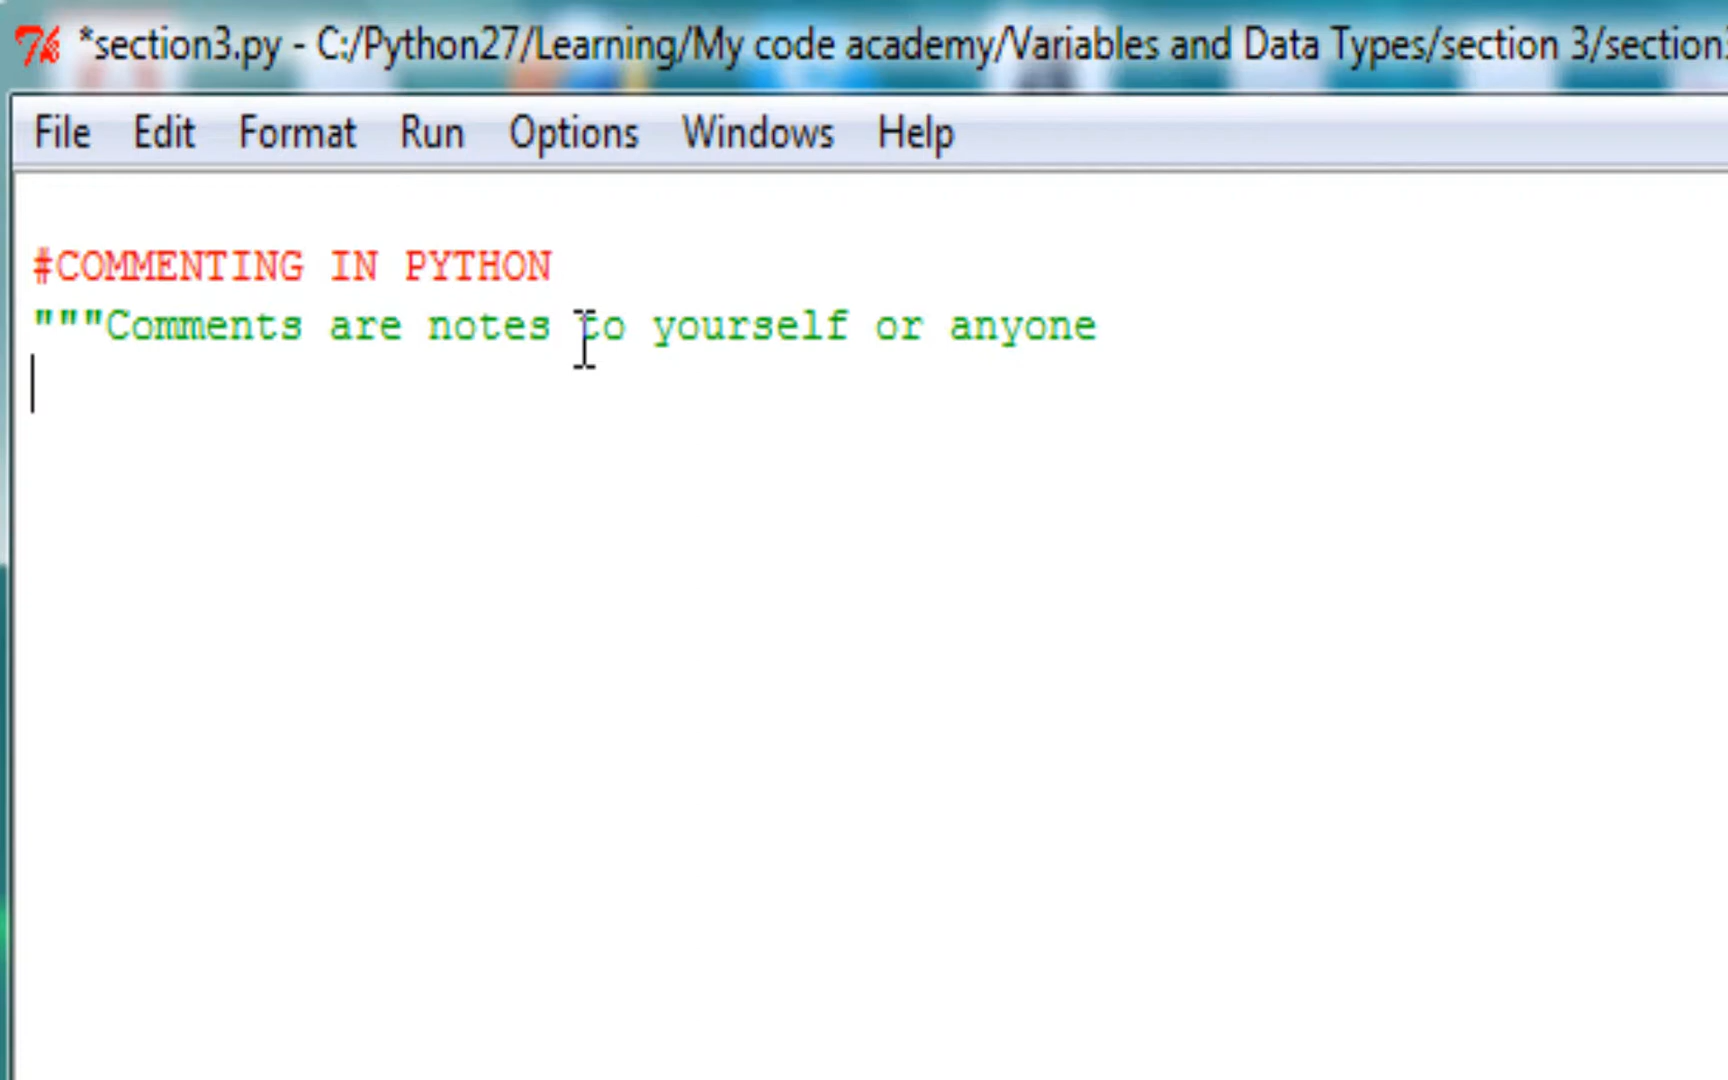 *section3.py - C:/Python27/Learning/My code academy/Variables and Data Types/section 3/section
File Edit Format Run Options Windows Help
#COMMENTING IN PYTHON
"""Comments are notes to yourself or anyone